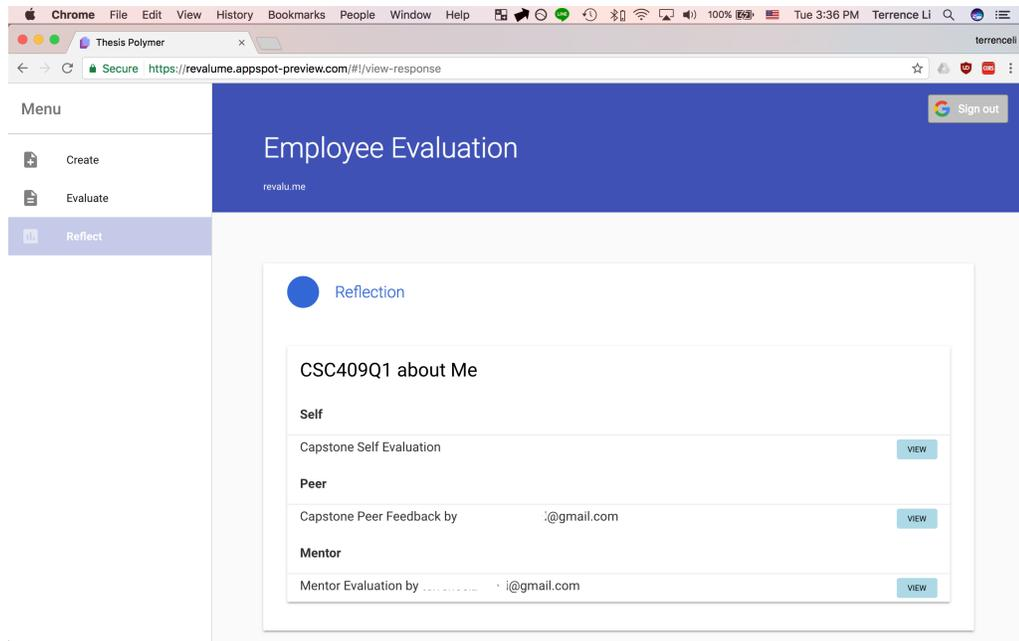 Chrome File Edit View History Bookmarks People Window Help LINE 100% Tue 3:36 PM Terrence Li
Thesis Polymer
terrenceli
Secure https://revalume.appspot-preview.com/#!/view-response
CORS
Menu
Sign out
Create
Employee Evaluation
revalu.me
Evaluate
Reflect
Reflection
CSC409Q1 about Me
Self
Capstone Self Evaluation VIEW
Peer
Capstone Peer Feedback by @gmail.com VIEW
Mentor
Mentor Evaluation by i@gmail.com VIEW